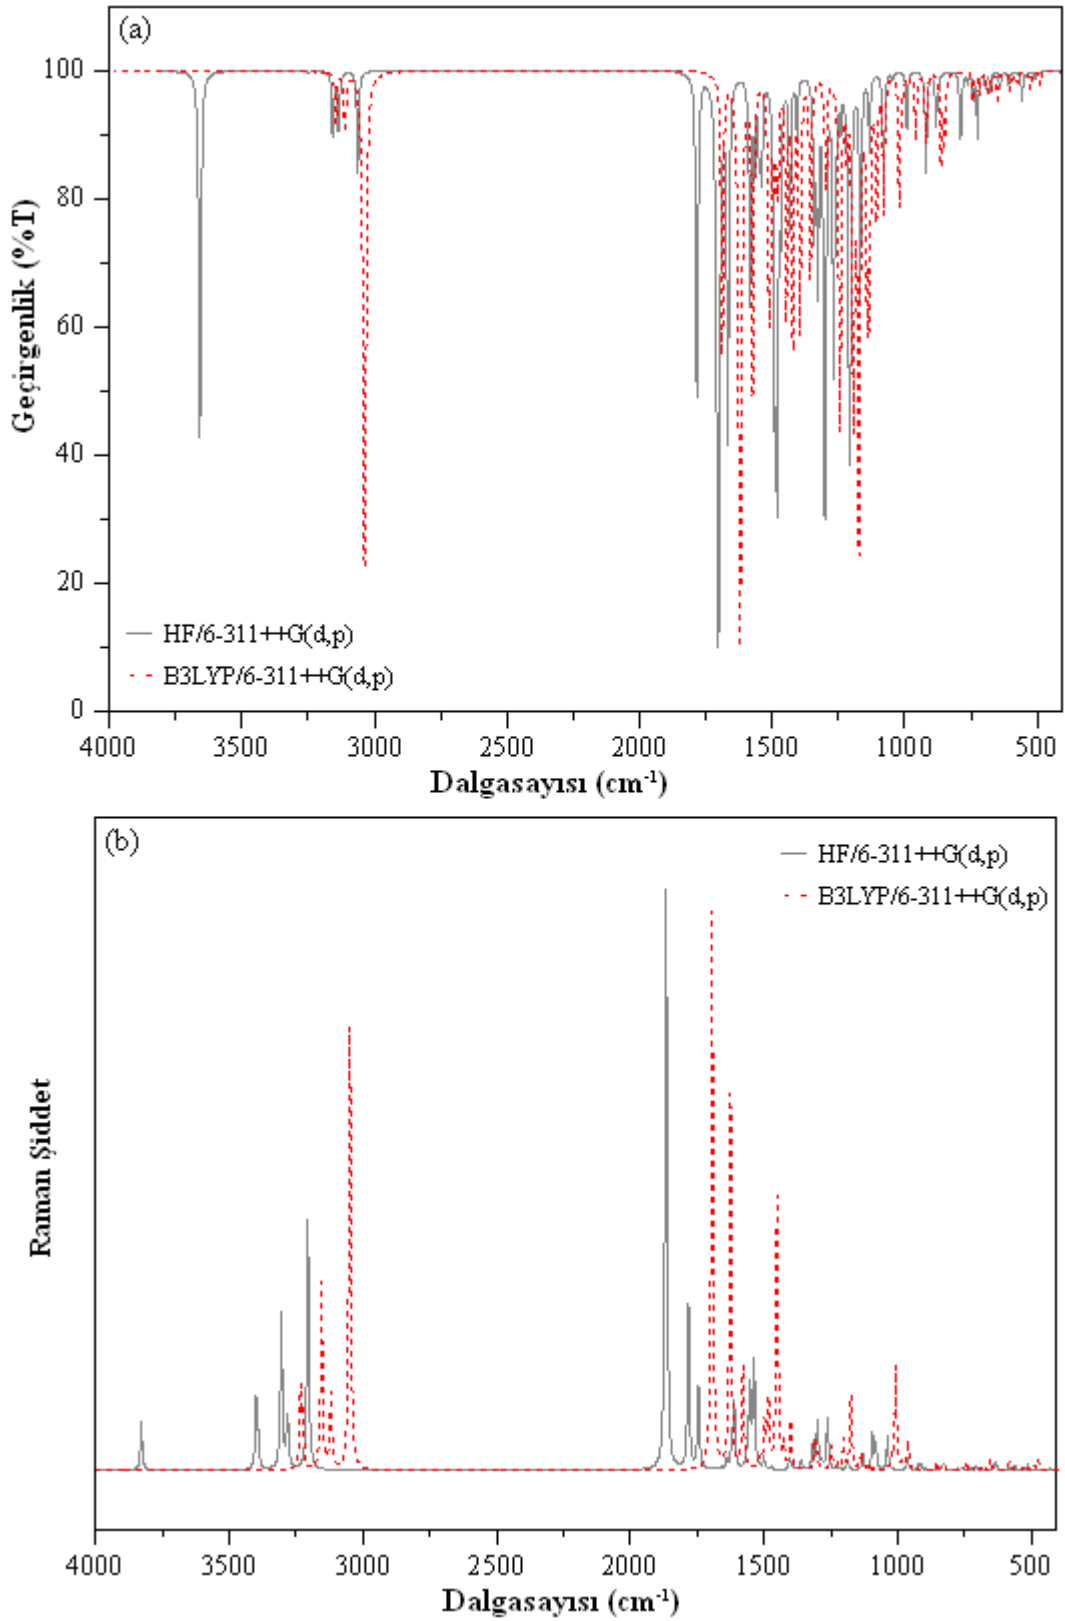 (a)
100
80
60
40
20
0
Geçirgenlik (%T)
HF/6-311++G(d,p)
B3LYP/6-311++G(d,p)
4000 3500 3000 2500 2000 1500 1000 500
Dalgasayısı (cm-1)
(b)
HF/6-311++G(d,p)
B3LYP/6-311++G(d,p)
Raman Şiddet
4000 3500 3000 2500 2000 1500 1000 500
Dalgasayısı (cm-1)